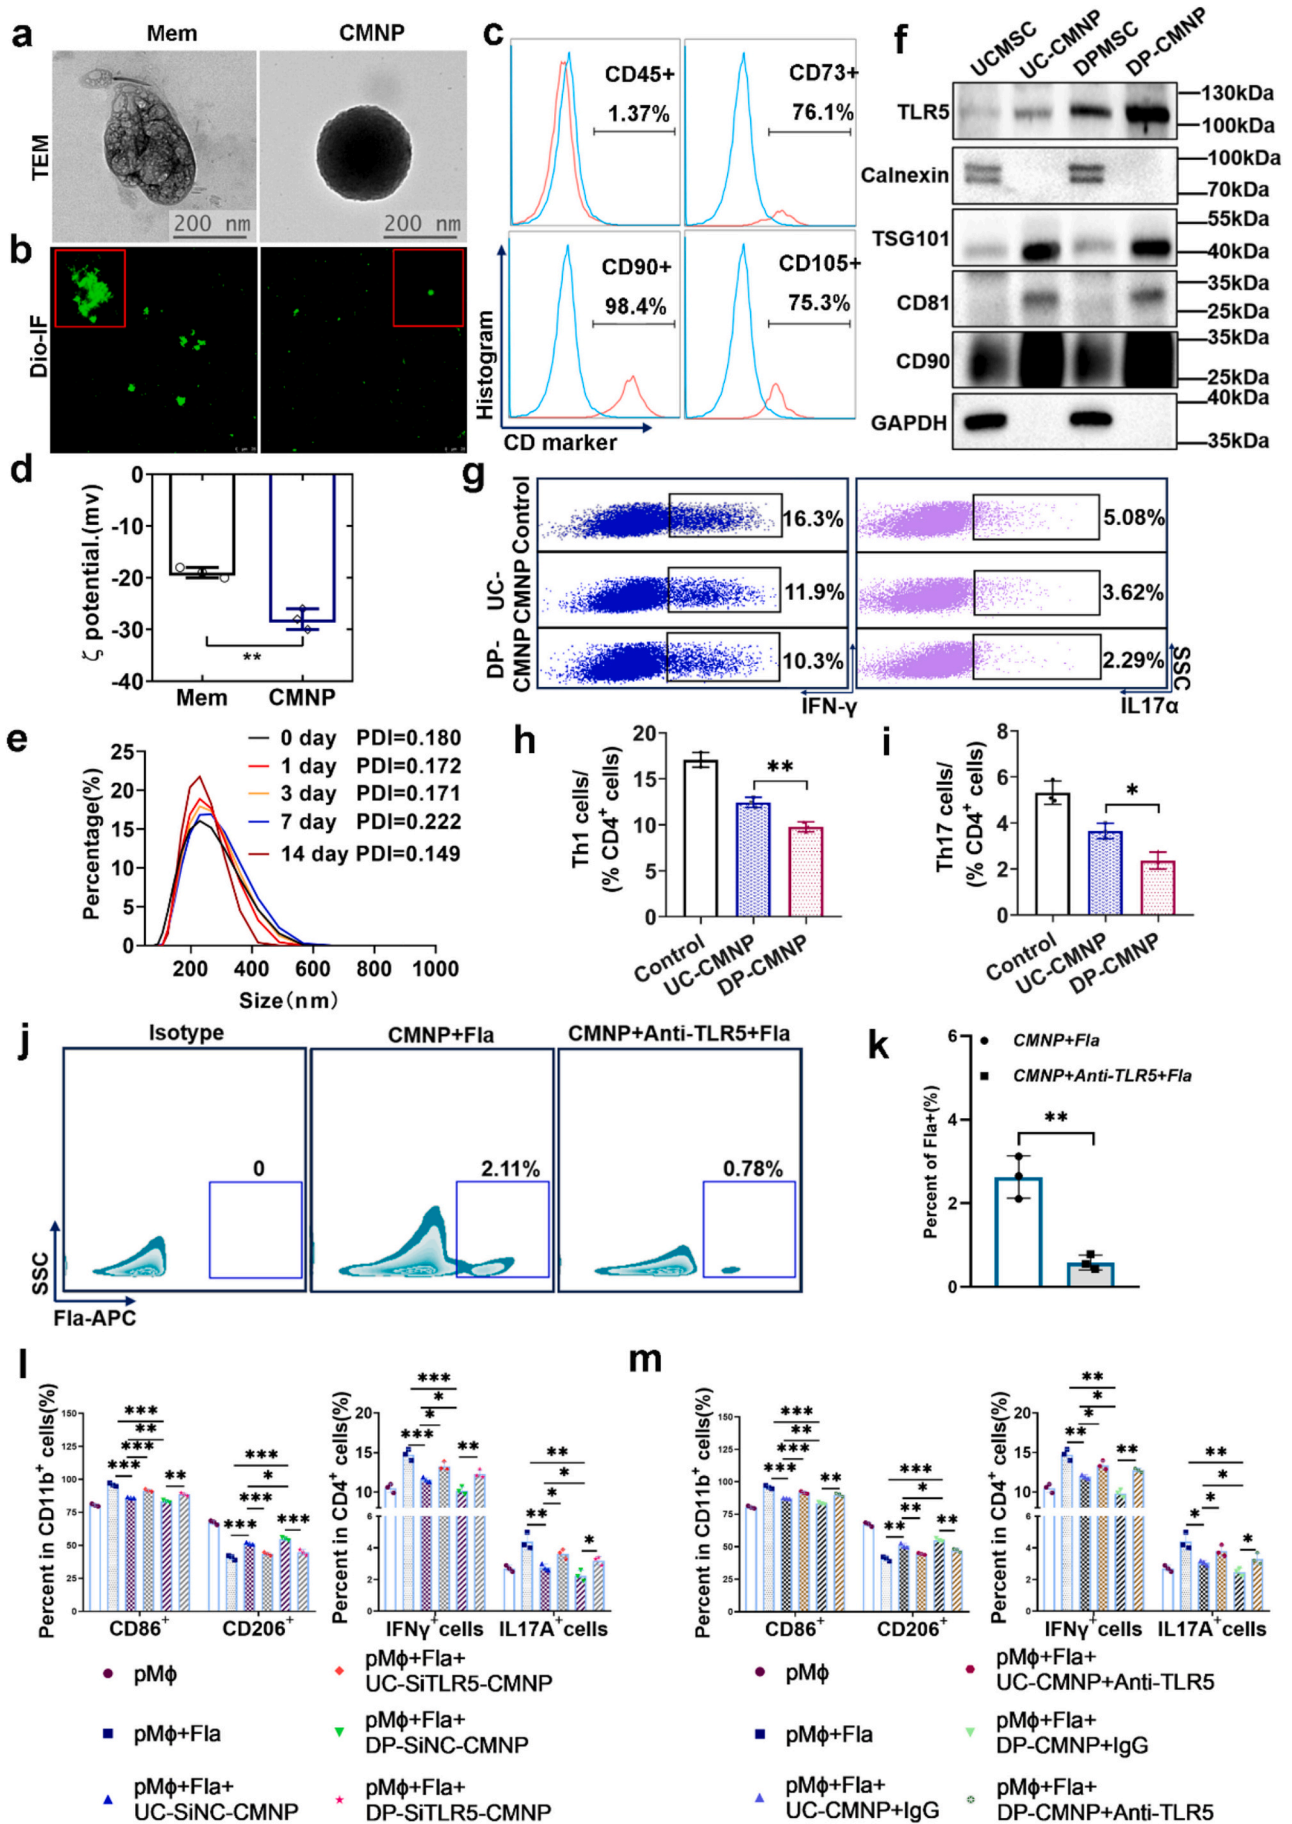 a
Mem
CMNP
TEM
200 nm
200 nm
b
Dio-IF
c
CD45+
1.37%
CD73+
76.1%
CD90+
98.4%
CD105+
75.3%
Histogram
CD marker
f
UCMSC
UC-CMNP
DPMSC
DP-CMNP
TLR5
130kDa
100kDa
Calnexin
100kDa
70kDa
TSG101
55kDa
40kDa
CD81
35kDa
25kDa
CD90
35kDa
25kDa
GAPDH
40kDa
35kDa
d
ζ potential.(mv)
0
-10
-20
-30
-40
**
Mem
CMNP
g
Control
16.3%
5.08%
UC-
CMNP
11.9%
3.62%
DP-
CMNP
10.3%
2.29%
IFN-γ
IL17α
SSC
e
0 day PDI=0.180
1 day PDI=0.172
3 day PDI=0.171
7 day PDI=0.222
14 day PDI=0.149
Percentage(%)
25
20
15
10
5
0
200
400
600
800
1000
Size(nm)
h
Th1 cells/
(% CD4+ cells)
20
15
10
5
0
**
Control
UC-CMNP
DP-CMNP
i
Th17 cells/
(% CD4+ cells)
8
6
4
2
0
*
Control
UC-CMNP
DP-CMNP
j
Isotype
CMNP+Fla
CMNP+Anti-TLR5+Fla
0
2.11%
0.78%
SSC
Fla-APC
k
Percent of Fla+(%)
6
4
2
0
CMNP+Fla
CMNP+Anti-TLR5+Fla
**
l
Percent in CD11b+ cells(%)
150
125
100
75
50
25
0
***
**
***
***
**
***
*
***
***
***
CD86+
CD206+
Percent in CD4+ cells(%)
20
15
10
6
4
2
0
***
*
*
***
**
**
*
*
**
*
IFNγ+cells
IL17A+cells
pMϕ
pMϕ+Fla
pMϕ+Fla+
UC-SiNC-CMNP
pMϕ+Fla+
UC-SiTLR5-CMNP
pMϕ+Fla+
DP-SiNC-CMNP
pMϕ+Fla+
DP-SiTLR5-CMNP
m
Percent in CD11b+ cells(%)
150
125
100
75
50
25
0
***
**
***
***
**
***
*
**
**
**
CD86+
CD206+
Percent in CD4+ cells(%)
20
15
10
6
4
2
0
**
*
*
**
**
**
*
*
*
*
IFNγ+cells
IL17A+cells
pMϕ
pMϕ+Fla
pMϕ+Fla+
UC-CMNP+IgG
pMϕ+Fla+
UC-CMNP+Anti-TLR5
pMϕ+Fla+
DP-CMNP+IgG
pMϕ+Fla+
DP-CMNP+Anti-TLR5